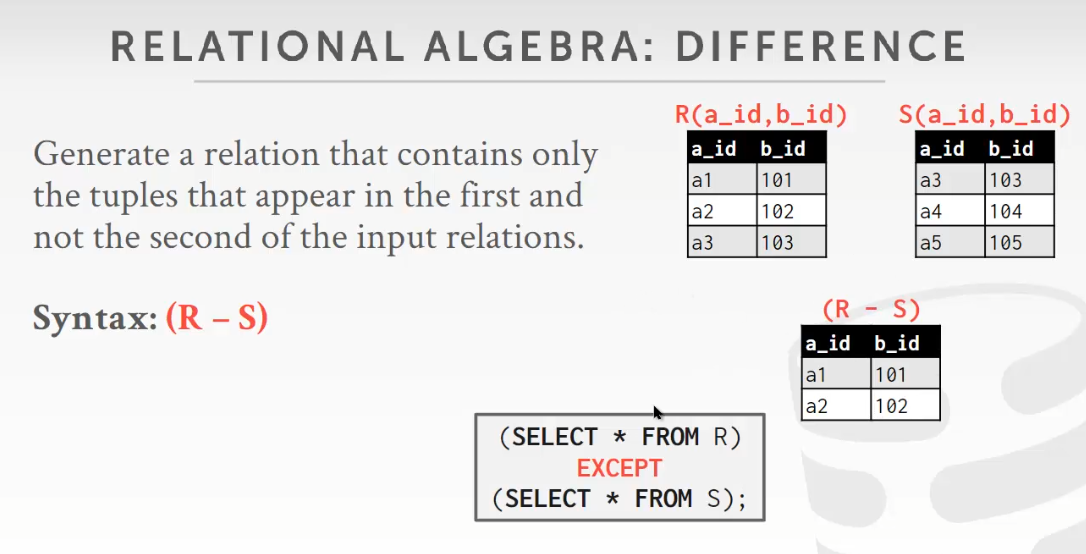 RELATIONAL ALGEBRA: DIFFERENCE
Generate a relation that contains only
the tuples that appear in the first and
not the second of the input relations.
Syntax: (R – S)
R(a_id,b_id)
a_id b_id
a1 101
a2 102
a3 103
S(a_id,b_id)
a_id b_id
a3 103
a4 104
a5 105
(R - S)
a_id b_id
a1 101
a2 102
(SELECT * FROM R)
EXCEPT
(SELECT * FROM S);